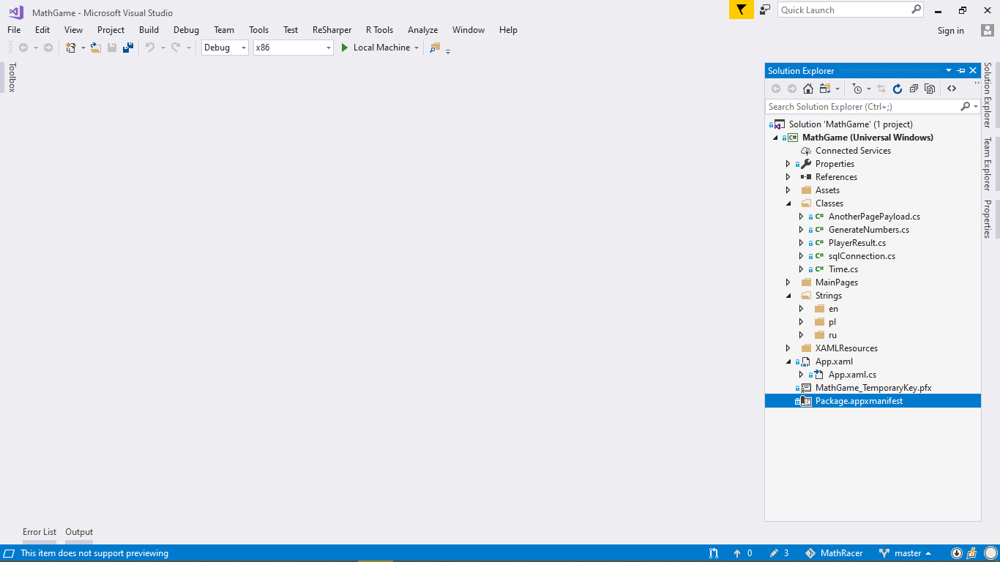 MathGame - Microsoft Visual Studio
Quick Launch
File Edit View Project Build Debug Team Tools Test ReSharper R Tools Analyze Window Help
Sign in
Debug x86 Local Machine
Toolbox
Solution Explorer
Search Solution Explorer (Ctrl+;)
Solution 'MathGame' (1 project)
C# MathGame (Universal Windows)
Connected Services
Properties
References
Assets
Classes
C# AnotherPagePayload.cs
C# GenerateNumbers.cs
C# PlayerResult.cs
C# sqlConnection.cs
C# Time.cs
MainPages
Strings
en
pl
ru
XAMLResources
App.xaml
App.xaml.cs
MathGame_TemporaryKey.pfx
Package.appxmanifest
Solution Explorer
Team Explorer
Properties
Error List Output
This item does not support previewing
0 3 MathRacer master